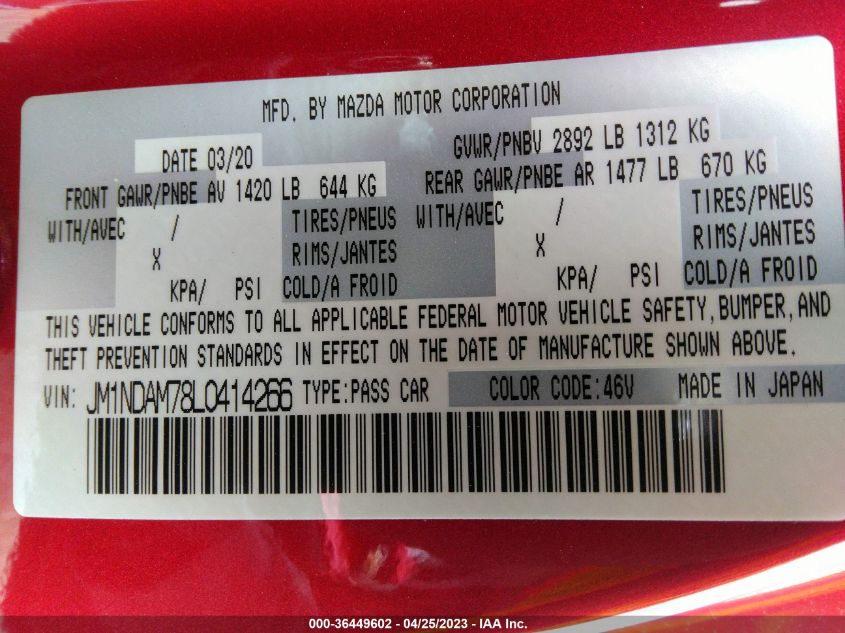 MFD. BY MAZDA MOTOR CORPORATION
DATE 03/20 GVWR/PNBV 2892 LB 1312 KG
FRONT GAWR/PNBE AV 1420 LB 644 KG REAR GAWR/PNBE AR 1477 LB 670 KG
WITH/AVEC / TIRES/PNEUS WITH/AVEC / TIRES/PNEUS
X RIMS/JANTES X RIMS/JANTES
KPA/ PSI COLD/A FROID KPA/ PSI COLD/A FROID
THIS VEHICLE CONFORMS TO ALL APPLICABLE FEDERAL MOTOR VEHICLE SAFETY, BUMPER, AND
THEFT PREVENTION STANDARDS IN EFFECT ON THE DATE OF MANUFACTURE SHOWN ABOVE.
VIN: JM1NDAM78L0414266 TYPE:PASS CAR COLOR CODE:46V MADE IN JAPAN
000-36449602 - 04/25/2023 - IAA Inc.